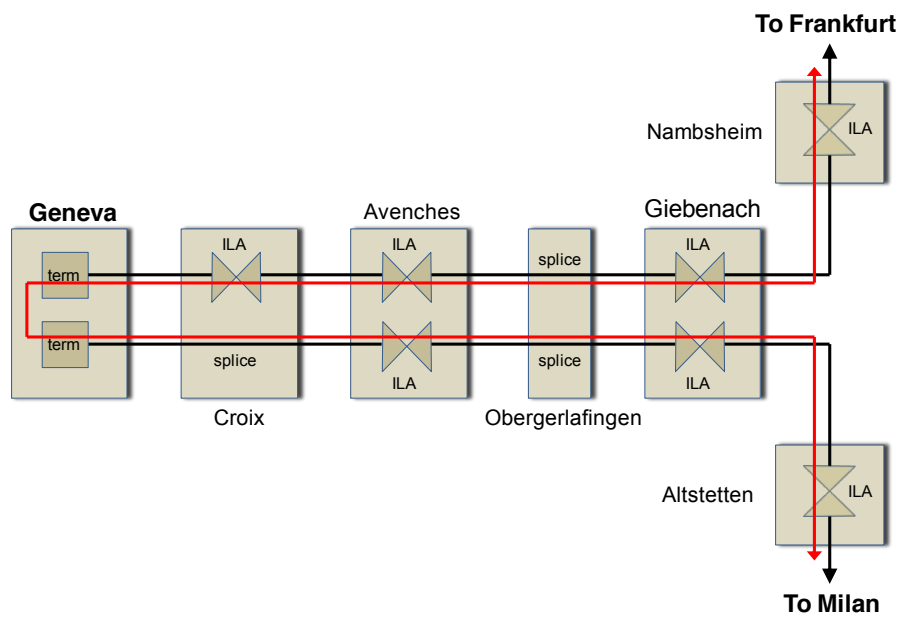 To Frankfurt
ILA
Nambsheim
Geneva
Avenches
Giebenach
ILA
ILA
ILA
splice
term
term
splice
splice
ILA
ILA
Croix
Obergerlafingen
Altstetten
ILA
To Milan